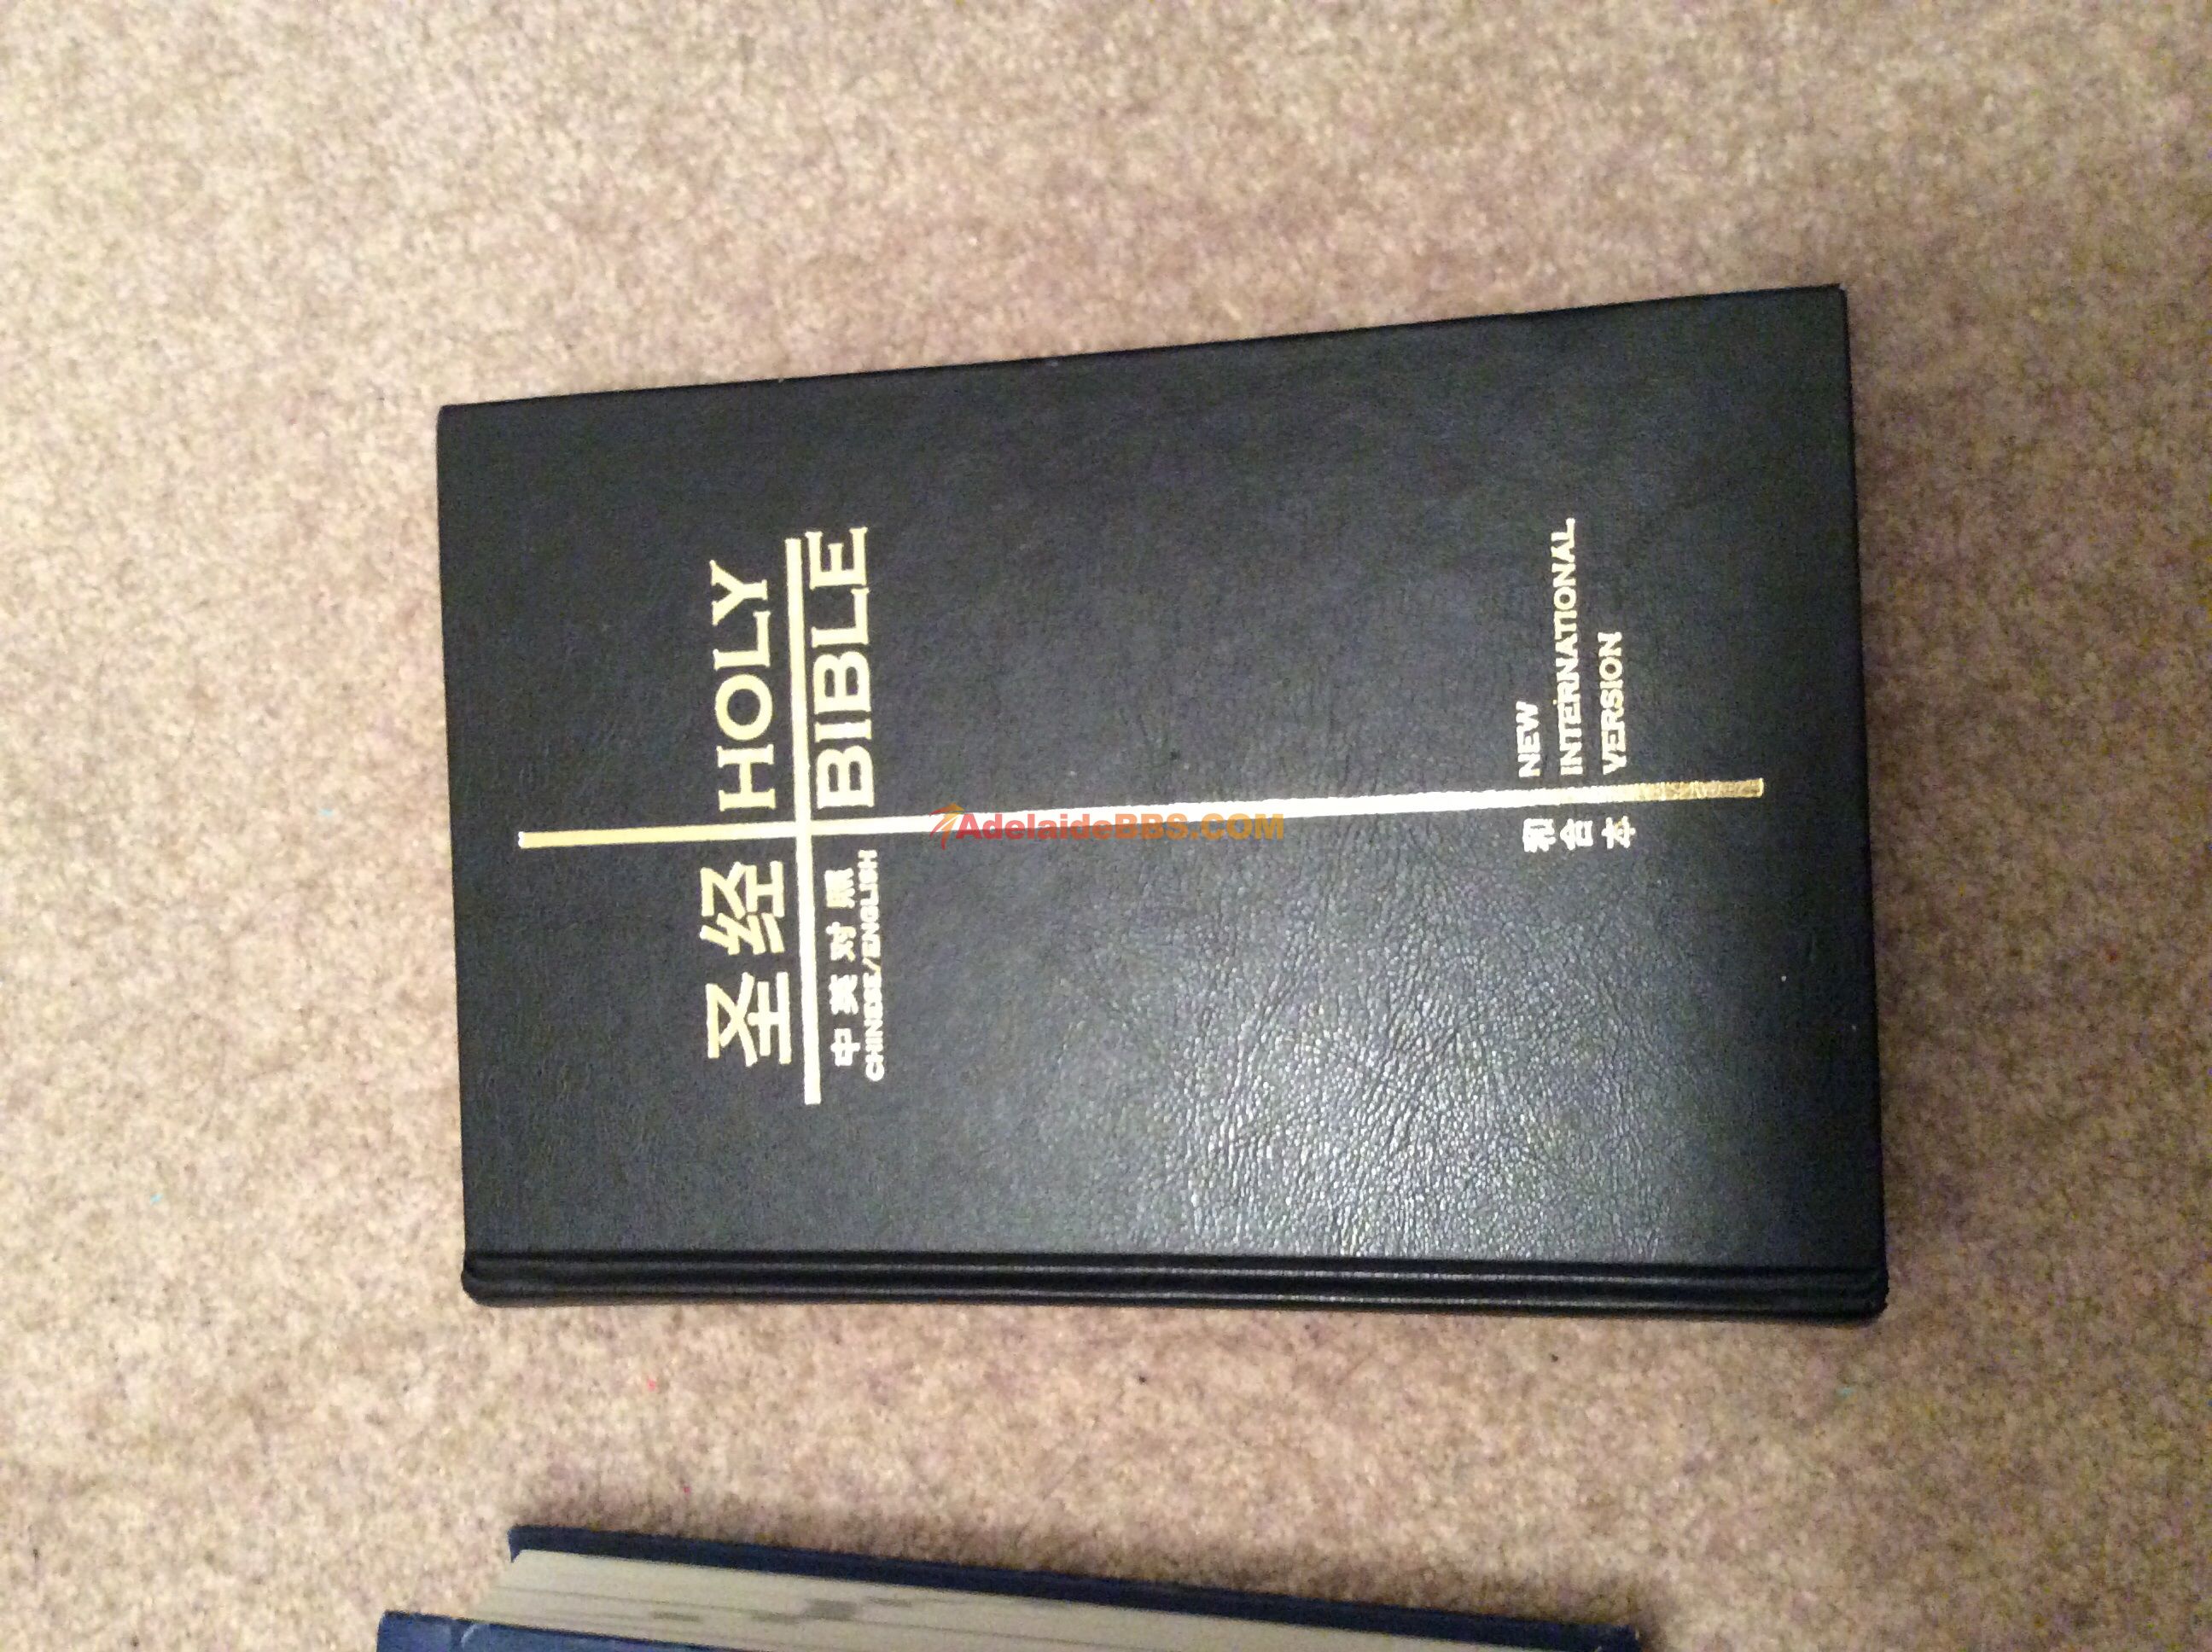 圣经 HOLY
BIBLE
中英对照
CHINESE/ENGLISH
和合本
NEW
INTERNATIONAL
VERSION
AdelaideBBS.COM